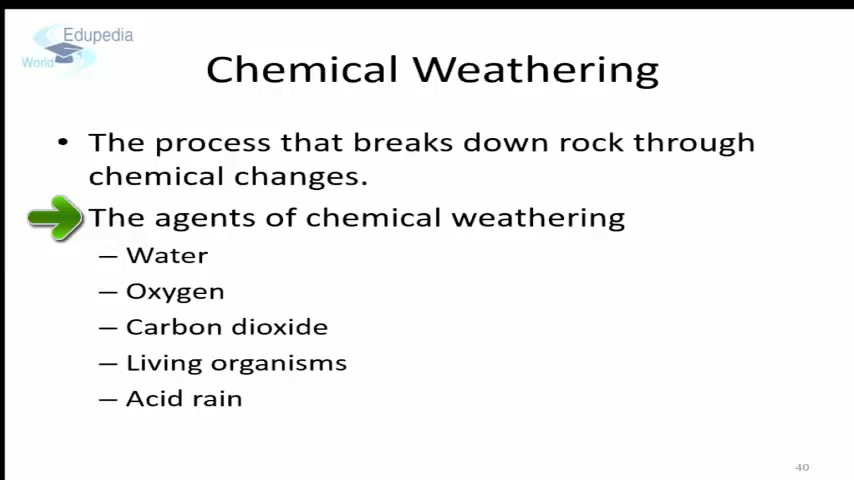 Edupedia
World
Chemical Weathering
• The process that breaks down rock through
chemical changes.
The agents of chemical weathering
– Water
– Oxygen
– Carbon dioxide
– Living organisms
– Acid rain
40